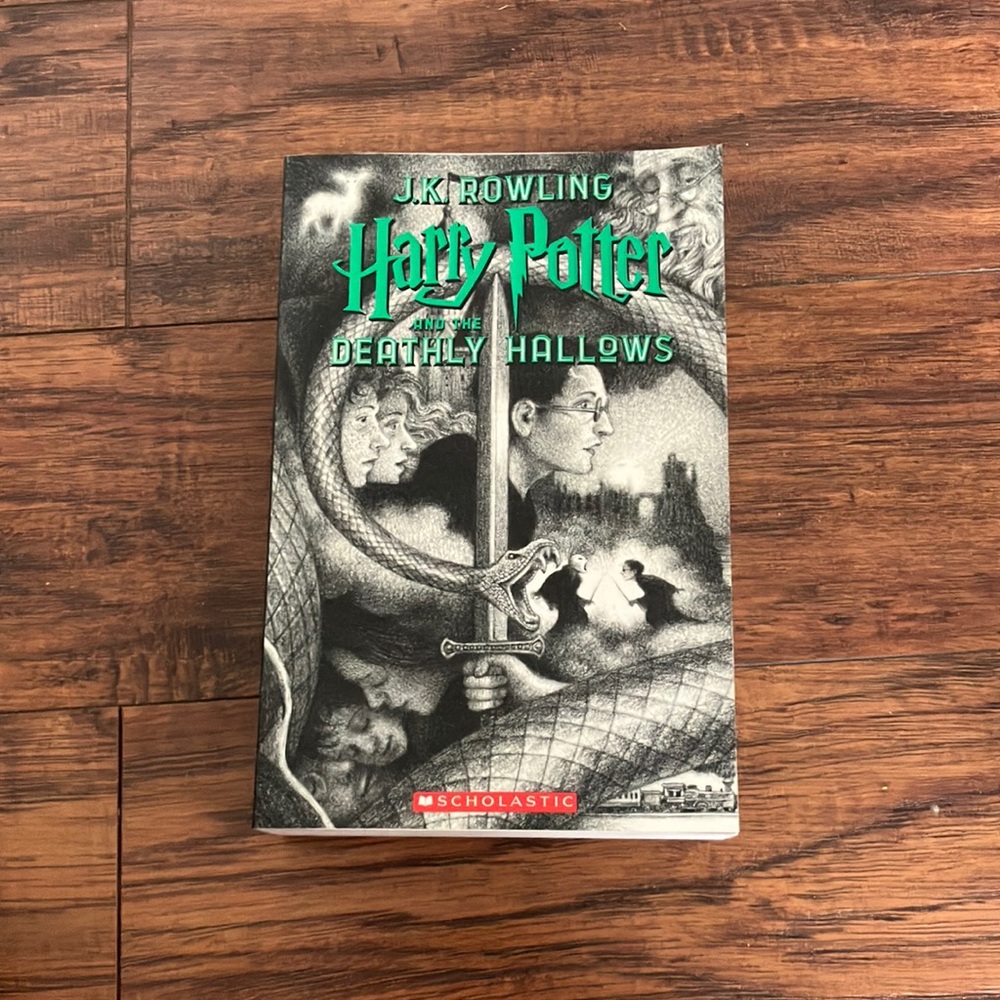 J.K. ROWLING
Harry Potter
AND THE
DEATHLY HALLOWS
SCHOLASTIC